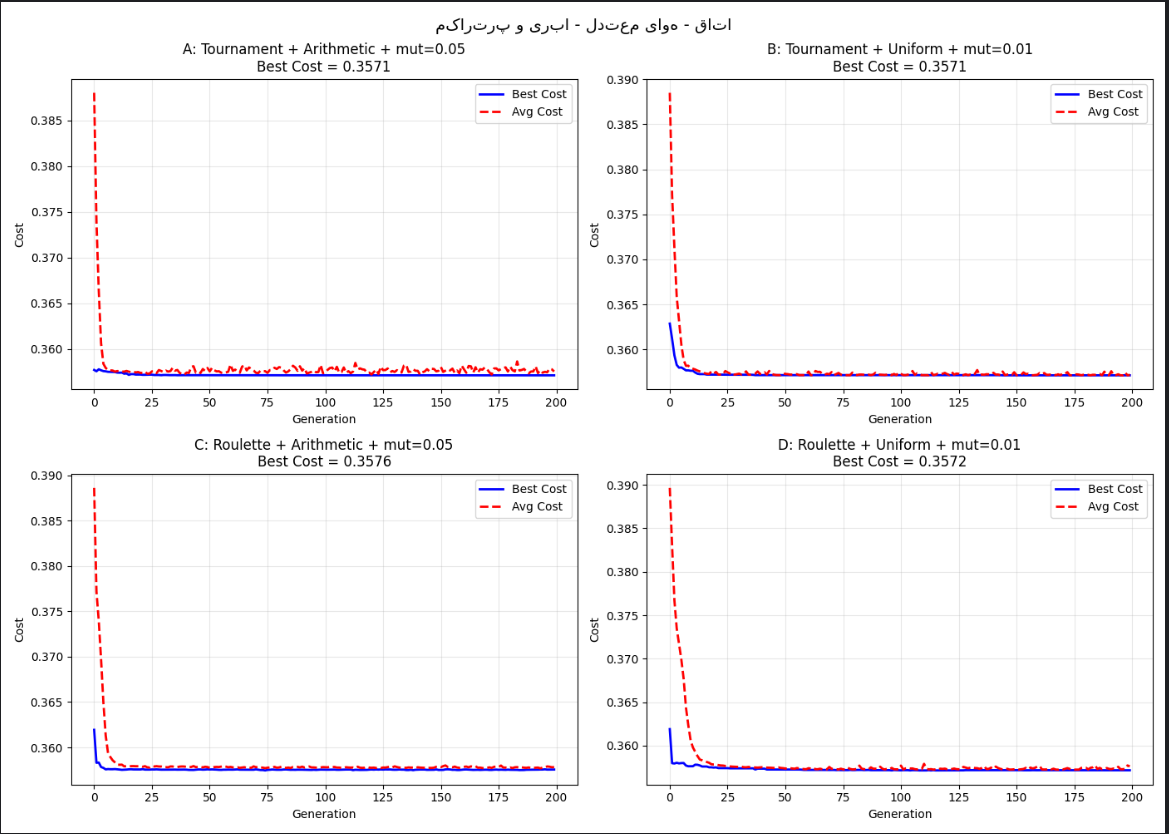 اتاق - هوای معتدل - ابری و پرتراکم
A: Tournament + Arithmetic + mut=0.05
Best Cost = 0.3571
Best Cost
Avg Cost
0.385
0.380
0.375
0.370
0.365
0.360
Cost
0 25 50 75 100 125 150 175 200
Generation
B: Tournament + Uniform + mut=0.01
Best Cost = 0.3571
Best Cost
Avg Cost
0.390
0.385
0.380
0.375
0.370
0.365
0.360
Cost
0 25 50 75 100 125 150 175 200
Generation
C: Roulette + Arithmetic + mut=0.05
Best Cost = 0.3576
Best Cost
Avg Cost
0.390
0.385
0.380
0.375
0.370
0.365
0.360
Cost
0 25 50 75 100 125 150 175 200
Generation
D: Roulette + Uniform + mut=0.01
Best Cost = 0.3572
Best Cost
Avg Cost
0.390
0.385
0.380
0.375
0.370
0.365
0.360
Cost
0 25 50 75 100 125 150 175 200
Generation